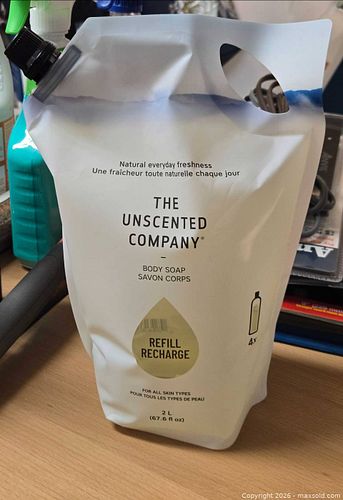 Natural everyday freshness
Une fraîcheur toute naturelle chaque jour
THE
UNSCENTED
COMPANY®
BODY SOAP
SAVON CORPS
REFILL
RECHARGE
4x
FOR ALL SKIN TYPES
POUR TOUS LES TYPES DE PEAU
2 L
(67.6 fl oz)
Copyright 2026 - maxsold.com